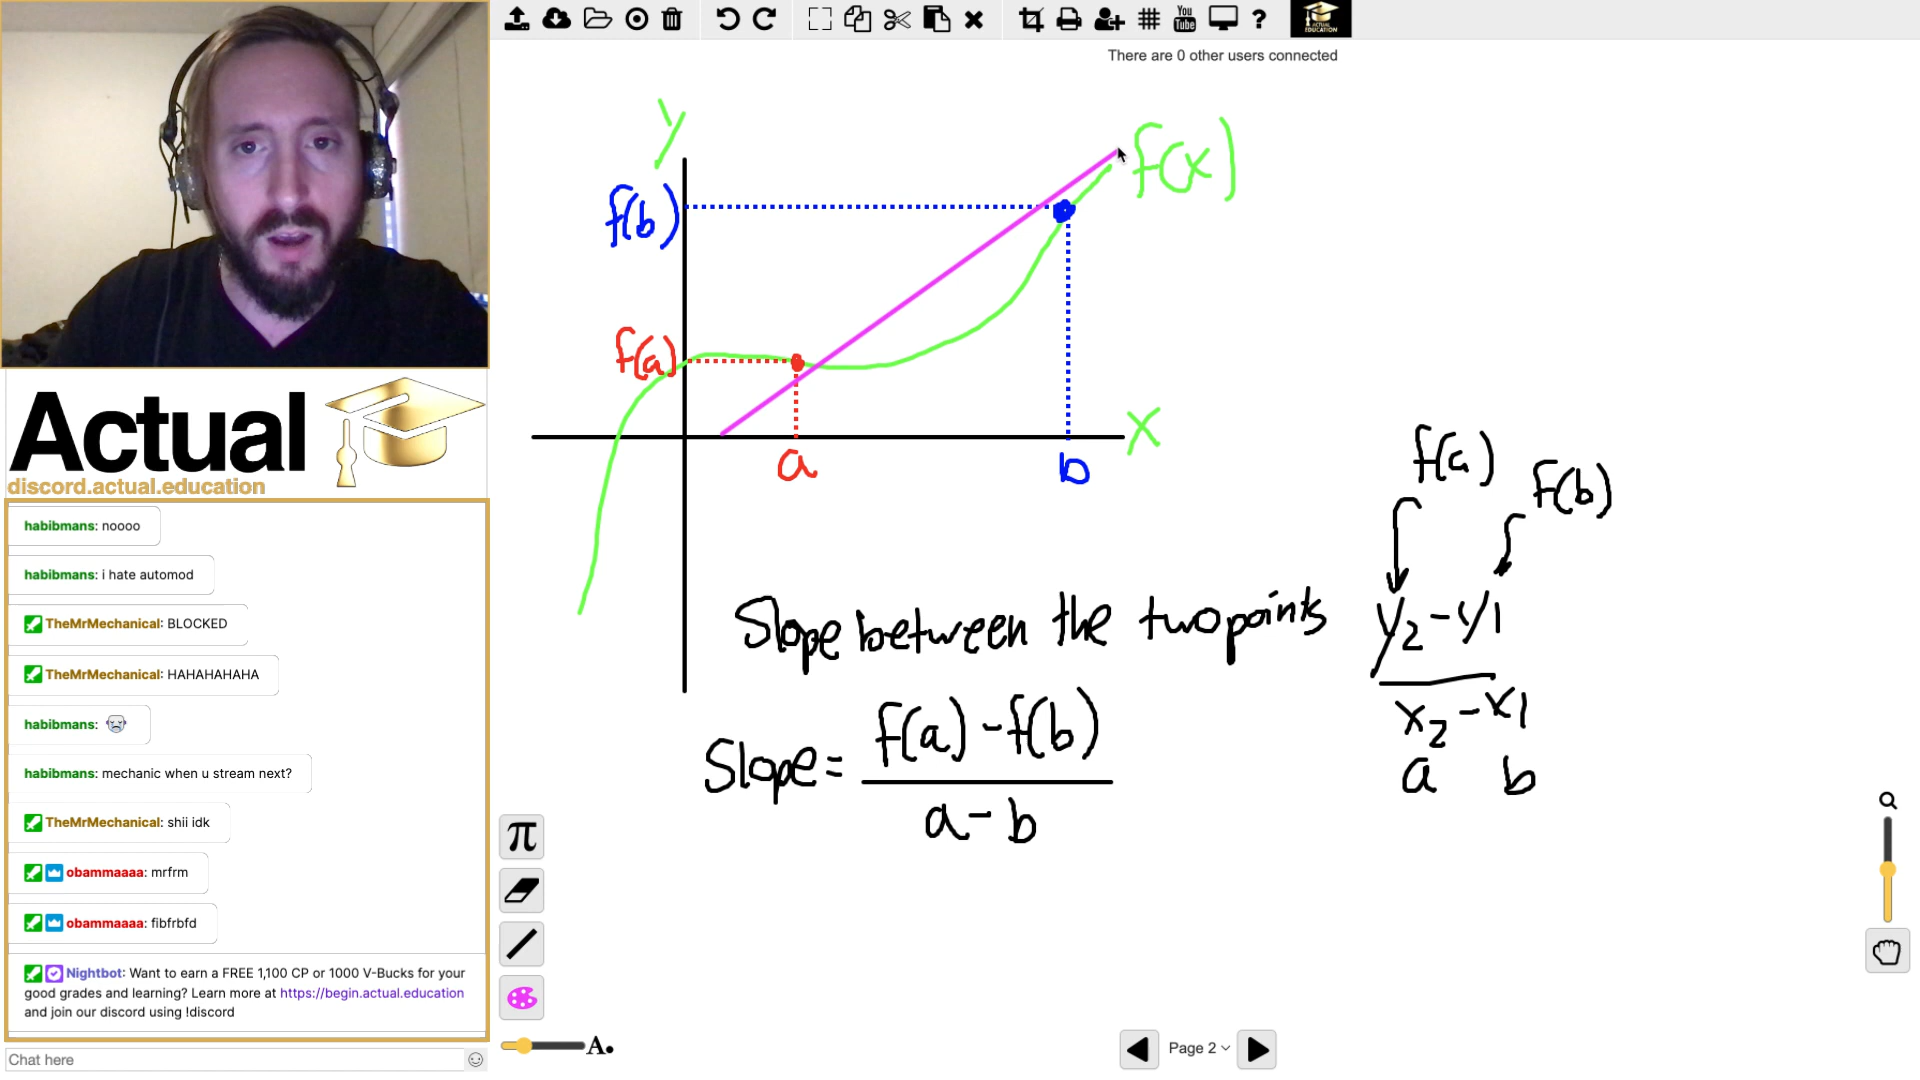 You
Tube
?
ACTUAL
EDUCATION
There are 0 other users connected
y
f(x)
f(b)
f(a)
x
a
b
Actual
discord.actual.education
habibmans: noooo
habibmans: i hate automod
TheMrMechanical: BLOCKED
TheMrMechanical: HAHAHAHAHA
habibmans:
habibmans: mechanic when u stream next?
TheMrMechanical: shii idk
obammaaaa: mrfrm
obammaaaa: fibfrbfd
Nightbot: Want to earn a FREE 1,100 CP or 1000 V-Bucks for your
good grades and learning? Learn more at https://begin.actual.education
and join our discord using !discord
Chat here
f(a)
f(b)
Slope between the two points
y2-y1
x2-x1
a b
Slope =
f(a)-f(b)
a-b
π
A
Page 2